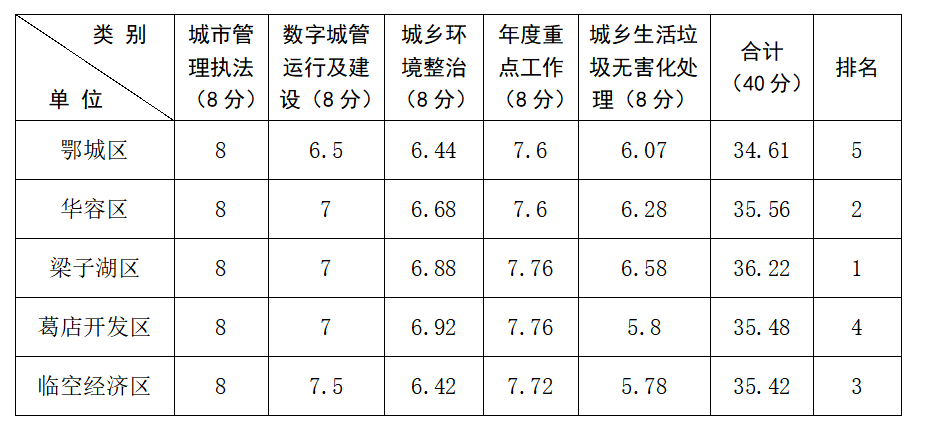 类 别
单 位
城市管
理执法
（8 分）
数字城管
运行及建
设（8 分）
城乡环
境整治
（8 分）
年度重
点工作
（8 分）
城乡生活垃
圾无害化处
理（8 分）
合计
（40 分）
排名
鄂城区 8 6.5 6.44 7.6 6.07 34.61 5
华容区 8 7 6.68 7.6 6.28 35.56 2
梁子湖区 8 7 6.88 7.76 6.58 36.22 1
葛店开发区 8 7 6.92 7.76 5.8 35.48 4
临空经济区 8 7.5 6.42 7.72 5.78 35.42 3